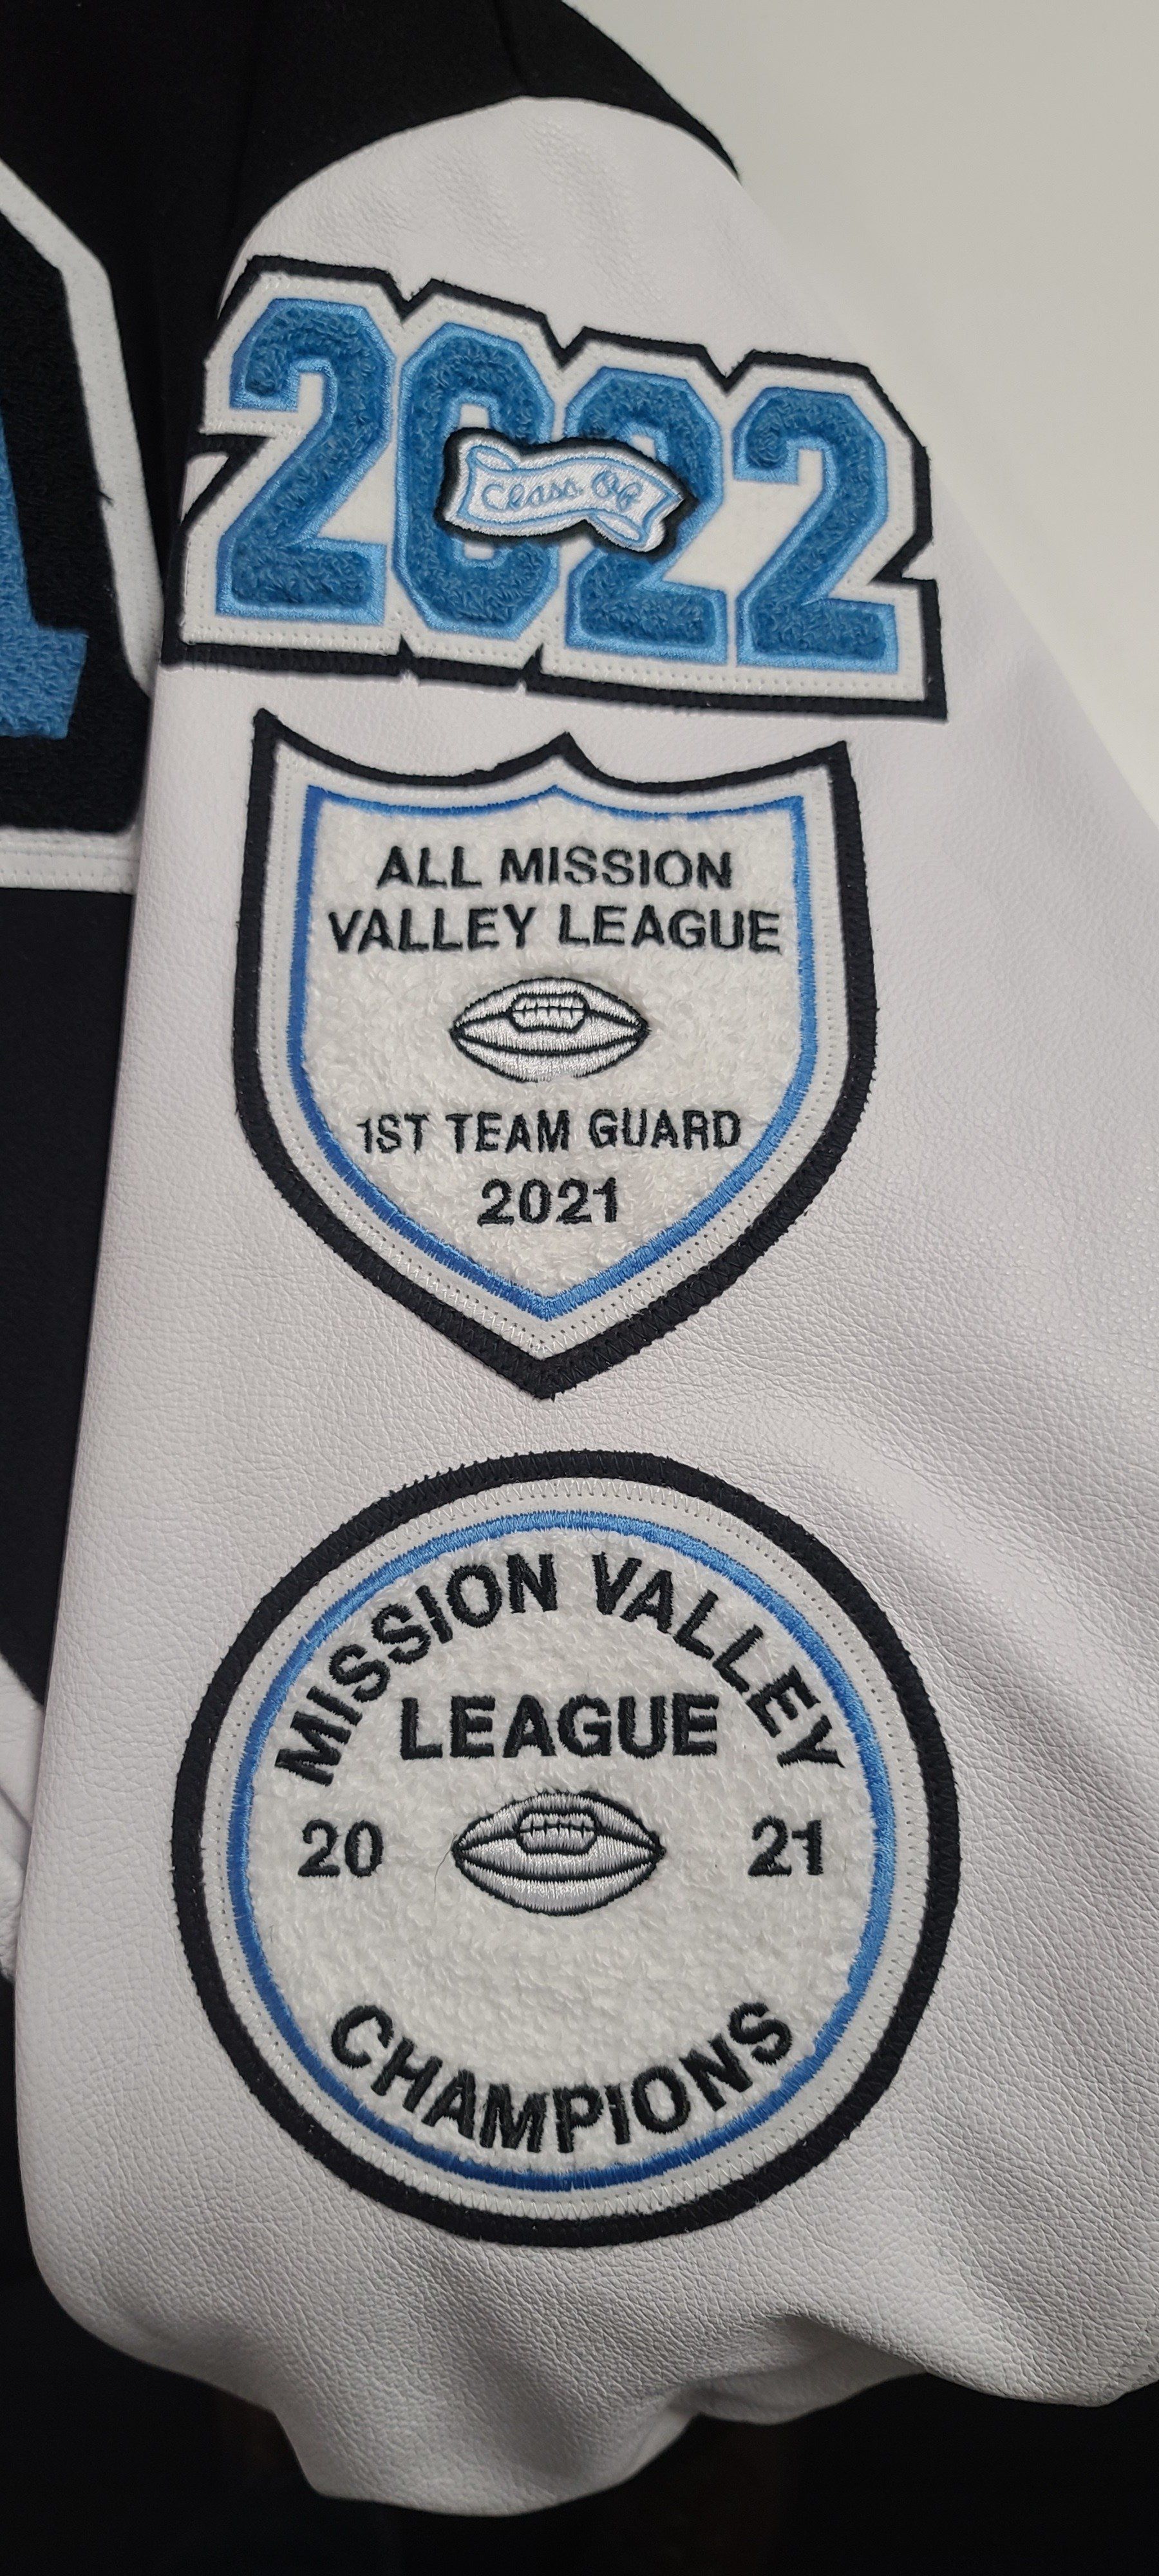 2022
Class Of
ALL MISSION
VALLEY LEAGUE
1ST TEAM GUARD
2021
MISSION VALLEY
LEAGUE
20 21
CHAMPIONS